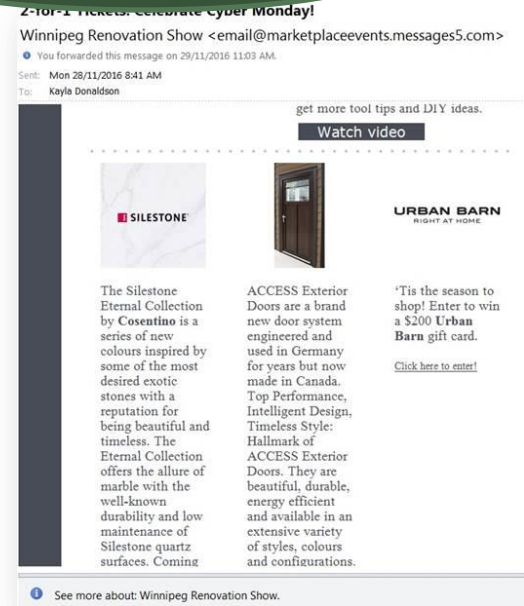 2-for-1 Tickets! Celebrate Cyber Monday!
Winnipeg Renovation Show <email@marketplaceevents.messages5.com>
You forwarded this message on 29/11/2016 11:03 AM.
Sent: Mon 28/11/2016 8:41 AM
To: Kayla Donaldson
get more tool tips and DIY ideas.
Watch video
SILESTONE
URBAN BARN
RIGHT AT HOME
The Silestone
Eternal Collection
by Cosentino is a
series of new
colours inspired by
some of the most
desired exotic
stones with a
reputation for
being beautiful and
timeless. The
Eternal Collection
offers the allure of
marble with the
well-known
durability and low
maintenance of
Silestone quartz
surfaces. Coming
ACCESS Exterior
Doors are a brand
new door system
engineered and
used in Germany
for years but now
made in Canada.
Top Performance,
Intelligent Design,
Timeless Style:
Hallmark of
ACCESS Exterior
Doors. They are
beautiful, durable,
energy efficient
and available in an
extensive variety
of styles, colours
and configurations.
‘Tis the season to
shop! Enter to win
a $200 Urban
Barn gift card.
Click here to enter!
See more about: Winnipeg Renovation Show.